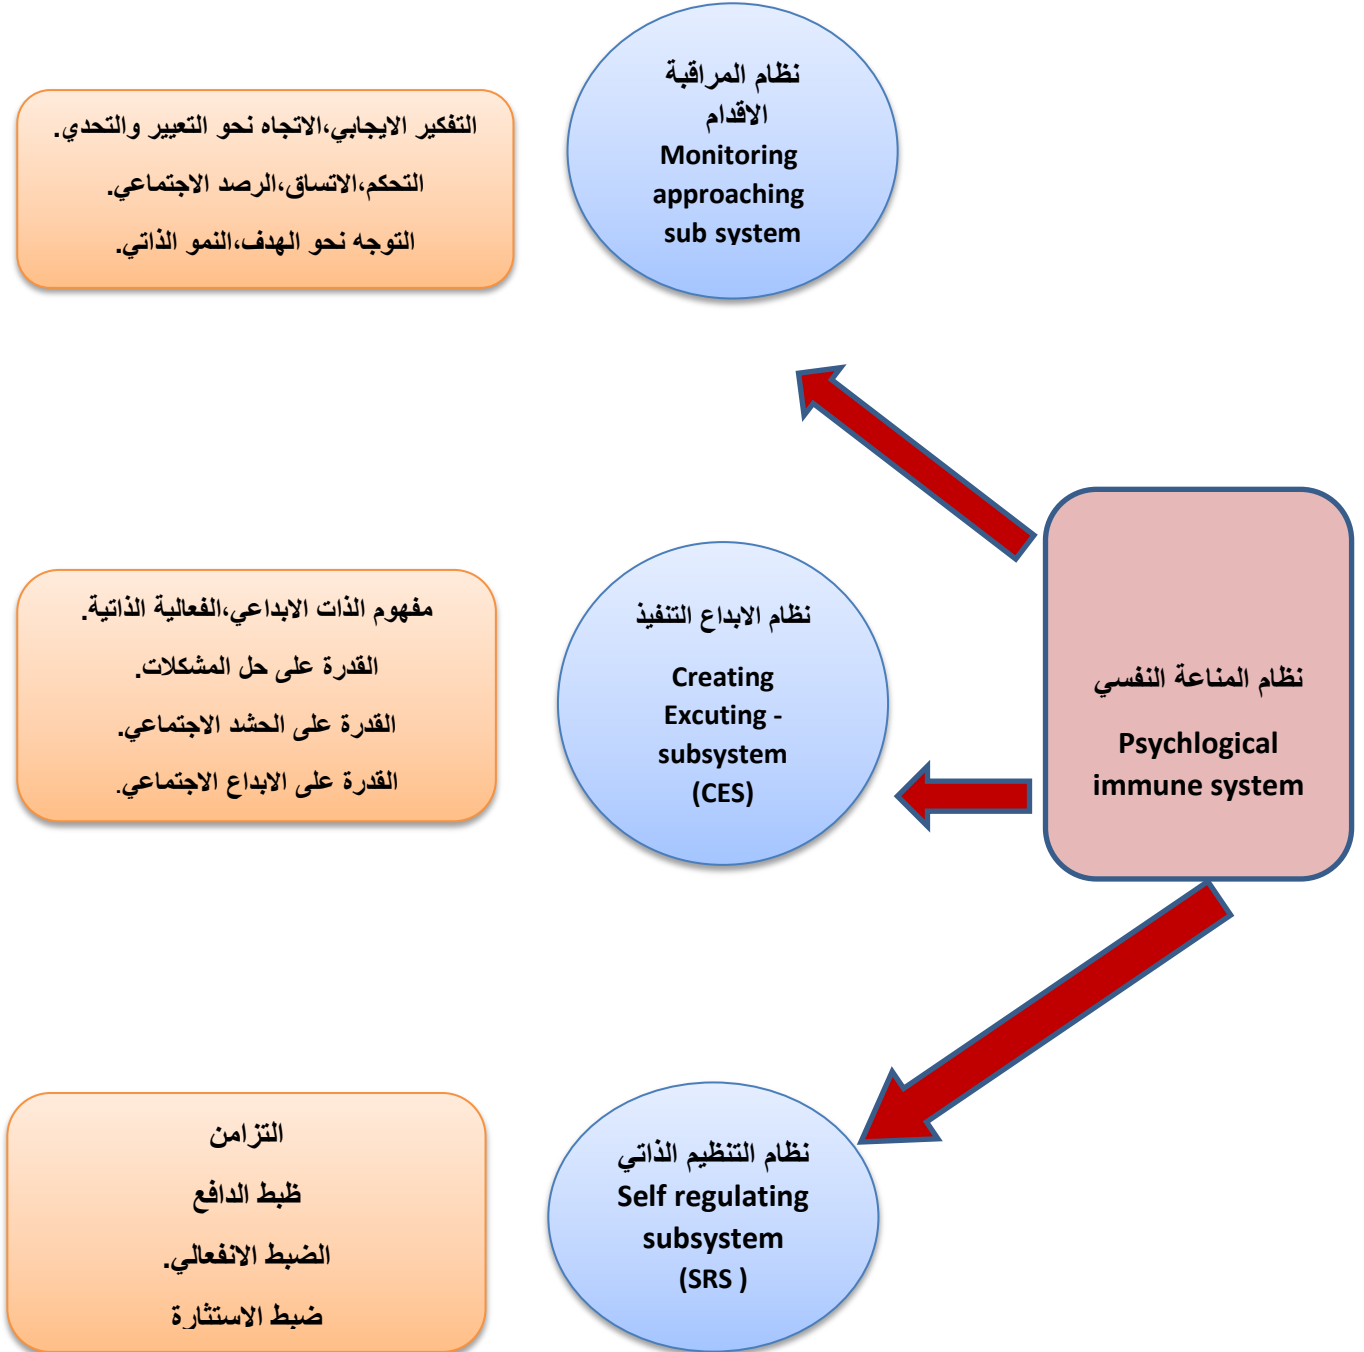 نظام المراقبة
الاقدام
Monitoring
approaching
sub system
التفكير الايجابي،الاتجاه نحو التعيير والتحدي.
التحكم،الاتساق،الرصد الاجتماعي.
التوجه نحو الهدف،النمو الذاتي.
نظام المناعة النفسي
Psychlogical
immune system
نظام الابداع التنفيذ
Creating
Excuting -
subsystem
(CES)
مفهوم الذات الابداعي،الفعالية الذاتية.
القدرة على حل المشكلات.
القدرة على الحشد الاجتماعي.
القدرة على الابداع الاجتماعي.
نظام التنظيم الذاتي
Self regulating
subsystem
(SRS )
التزامن
ظبط الدافع
الضبط الانفعالي.
ضبط الاستثارة